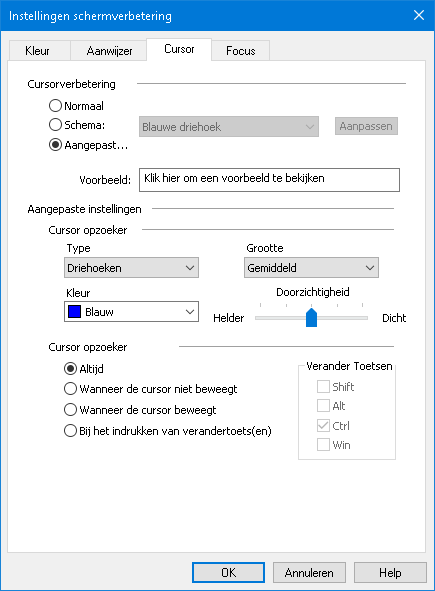 Instellingen schermverbetering
Kleur Aanwijzer Cursor Focus
Cursorverbetering
Normaal
Schema: Blauwe driehoek Aanpassen
Aangepast...
Voorbeeld: Klik hier om een voorbeeld te bekijken
Aangepaste instellingen
Cursor opzoeker
Type Grootte
Driehoeken Gemiddeld
Kleur Doorzichtigheid
Blauw Helder Dicht
Cursor opzoeker
Altijd
Wanneer de cursor niet beweegt
Wanneer de cursor beweegt
Bij het indrukken van verandertoets(en)
Verander Toetsen
Shift
Alt
Ctrl
Win
OK Annuleren Help